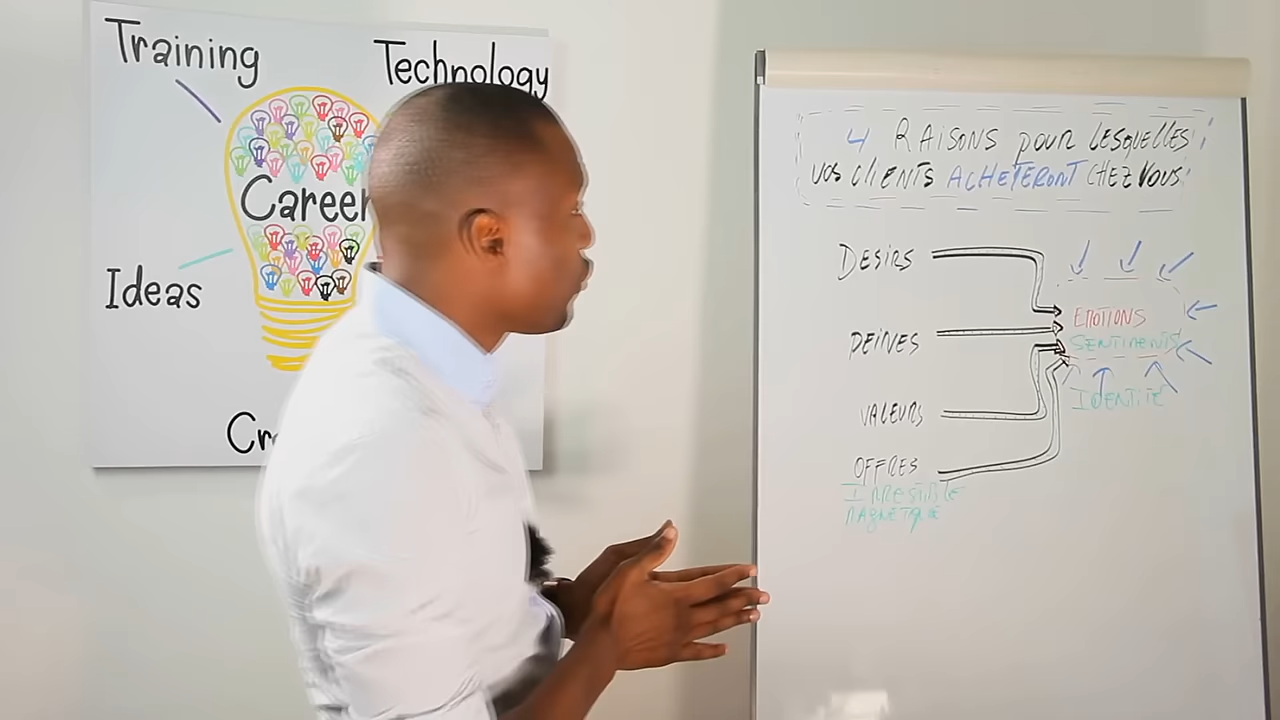 Training
Technology
Career
Ideas
4 RAISONS POUR LESQUELLES
VOS CLIENTS ACHETERONT CHEZ VOUS
DESIRS
EMOTIONS
PEINES
SENTIMENTS
IDENTITÉ
VALEURS
OFFRES
IRRESISTIBLE
MAGNETIQUE